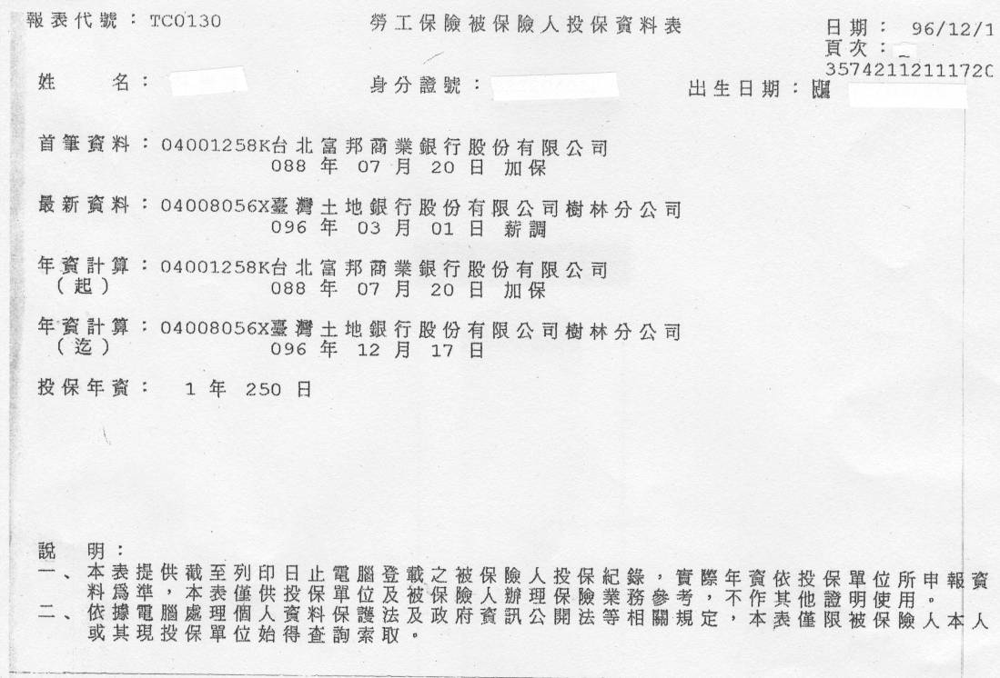 報表代號：TC0130 勞工保險被保險人投保資料表 日期： 96/12/1
頁次：
35742112111720
姓 名： 身分證號： 出生日期：民國
首筆資料：04001258K台北富邦商業銀行股份有限公司
088 年 07 月 20 日 加保
最新資料：04008056X臺灣土地銀行股份有限公司樹林分公司
096 年 03 月 01 日 薪調
年資計算：04001258K台北富邦商業銀行股份有限公司
（起） 088 年 07 月 20 日 加保
年資計算：04008056X臺灣土地銀行股份有限公司樹林分公司
（迄） 096 年 12 月 17 日
投保年資： 1 年 250 日
說 明：
一、本表提供截至列印日止電腦登載之被保險人投保紀錄，實際年資依投保單位所申報資
料為準，本表僅供投保單位及被保險人辦理保險業務參考，不作其他證明使用。
二、依據電腦處理個人資料保護法及政府資訊公開法等相關規定，本表僅限被保險人本人
或其現投保單位始得查詢索取。